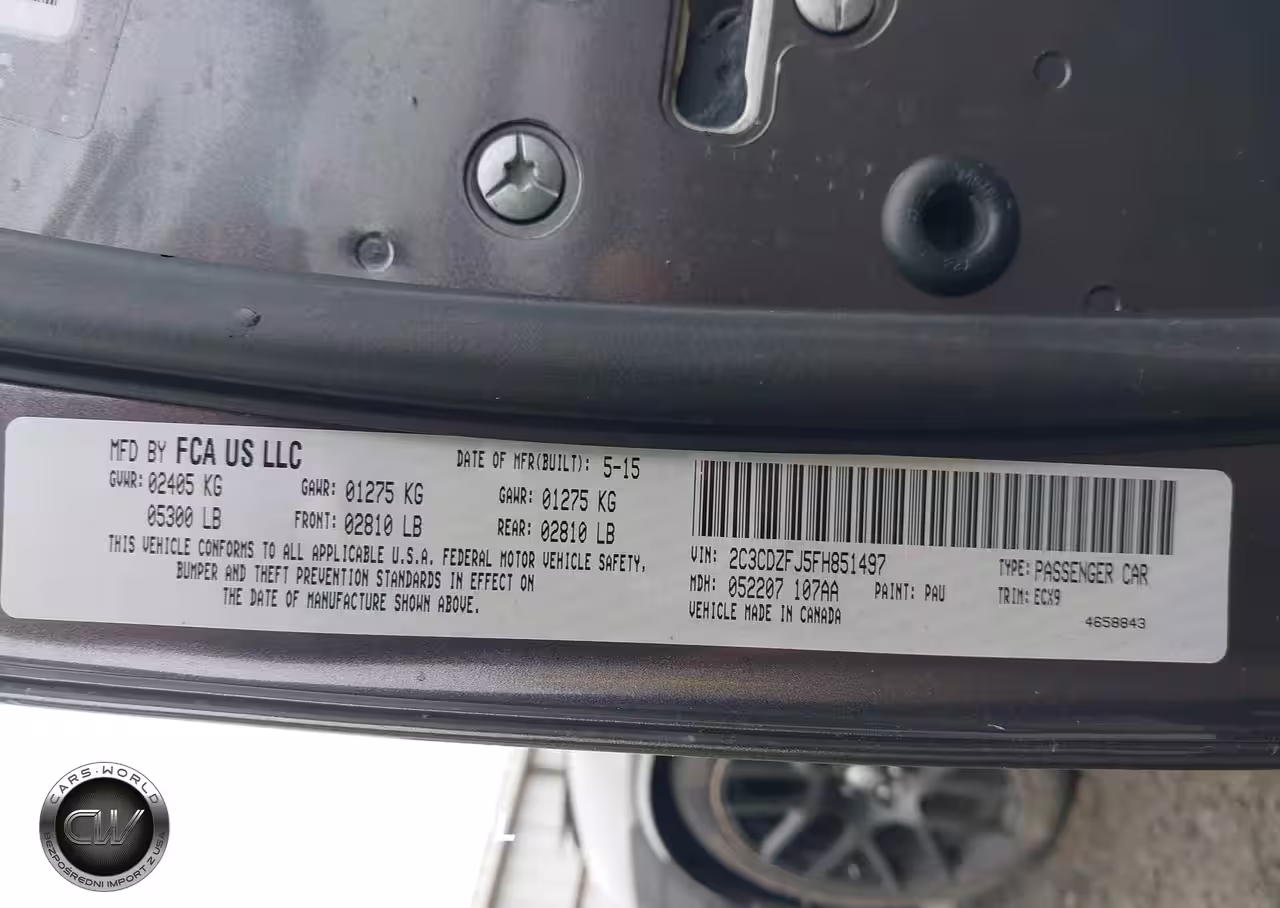 MFD BY FCA US LLC
DATE OF MFR(BUILT): 5-15
GVWR: 02405 KG
GAWR: 01275 KG
GAWR: 01275 KG
05300 LB
FRONT: 02810 LB
REAR: 02810 LB
THIS VEHICLE CONFORMS TO ALL APPLICABLE U.S.A. FEDERAL MOTOR VEHICLE SAFETY,
BUMPER AND THEFT PREVENTION STANDARDS IN EFFECT ON
THE DATE OF MANUFACTURE SHOWN ABOVE.
VIN: 2C3CDZFJ5FH851497
TYPE: PASSENGER CAR
MDH: 052207 107AA
PAINT: PAU
TRIM: ECX9
VEHICLE MADE IN CANADA
4658843
CARS-WORLD
CW
BEZPOŚREDNI IMPORT Z USA